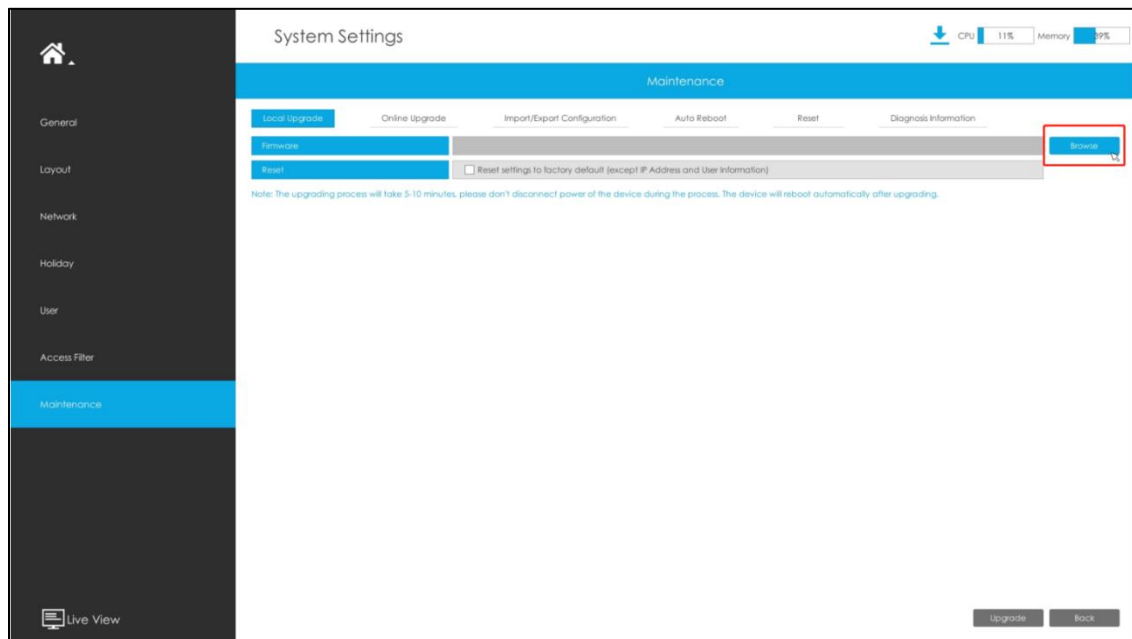 System Settings
CPU 11% Memory 39%
Maintenance
General
Layout
Network
Holiday
User
Access Filter
Maintenance
Live View
Local Upgrade Online Upgrade Import/Export Configuration Auto Reboot Reset Diagnosis Information
Firmware Browse
Reset Reset settings to factory default (except IP Address and User Information)
Note: The upgrading process will take 5-10 minutes, please don't disconnect power of the device during the process. The device will reboot automatically after upgrading.
Upgrade Back